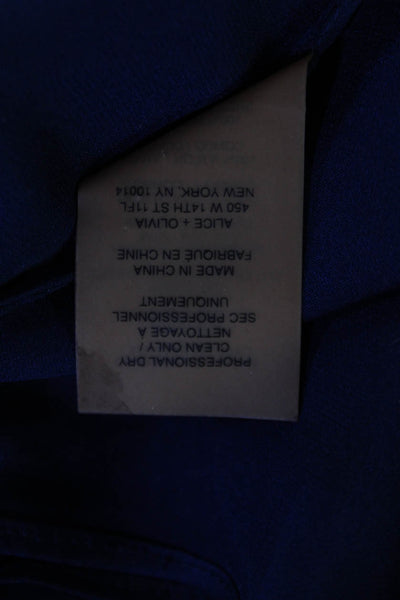 PROFESSIONAL DRY
CLEAN ONLY /
NETTOYAGE À
SEC PROFESSIONNEL
UNIQUEMENT
MADE IN CHINA
FABRIQUÉ EN CHINE
ALICE + OLIVIA
450 W 14TH ST 11FL
NEW YORK, NY 10014